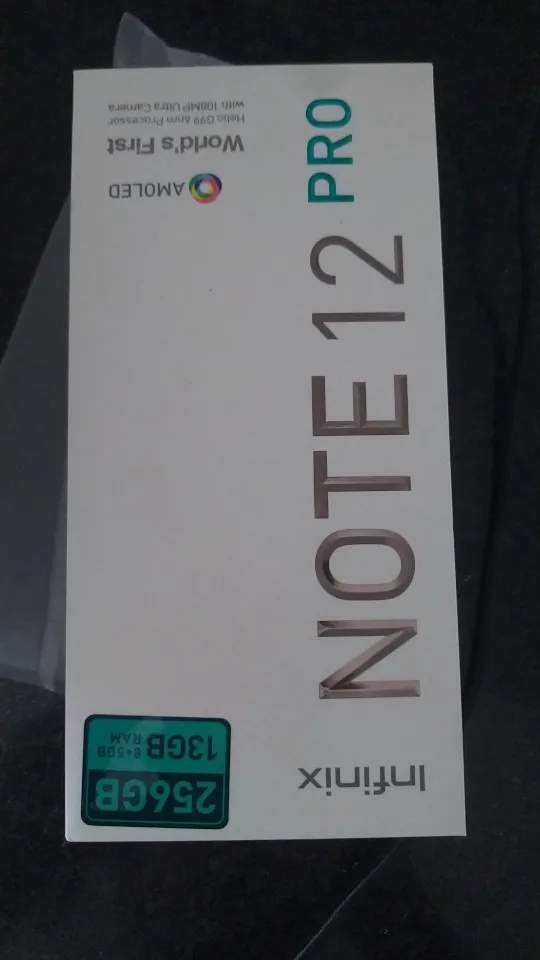 Infinix
256GB
13GB 8+5GB RAM
NOTE 12 PRO
AMOLED
World's First
Helio G99 6nm Processor
with 108MP Ultra Camera